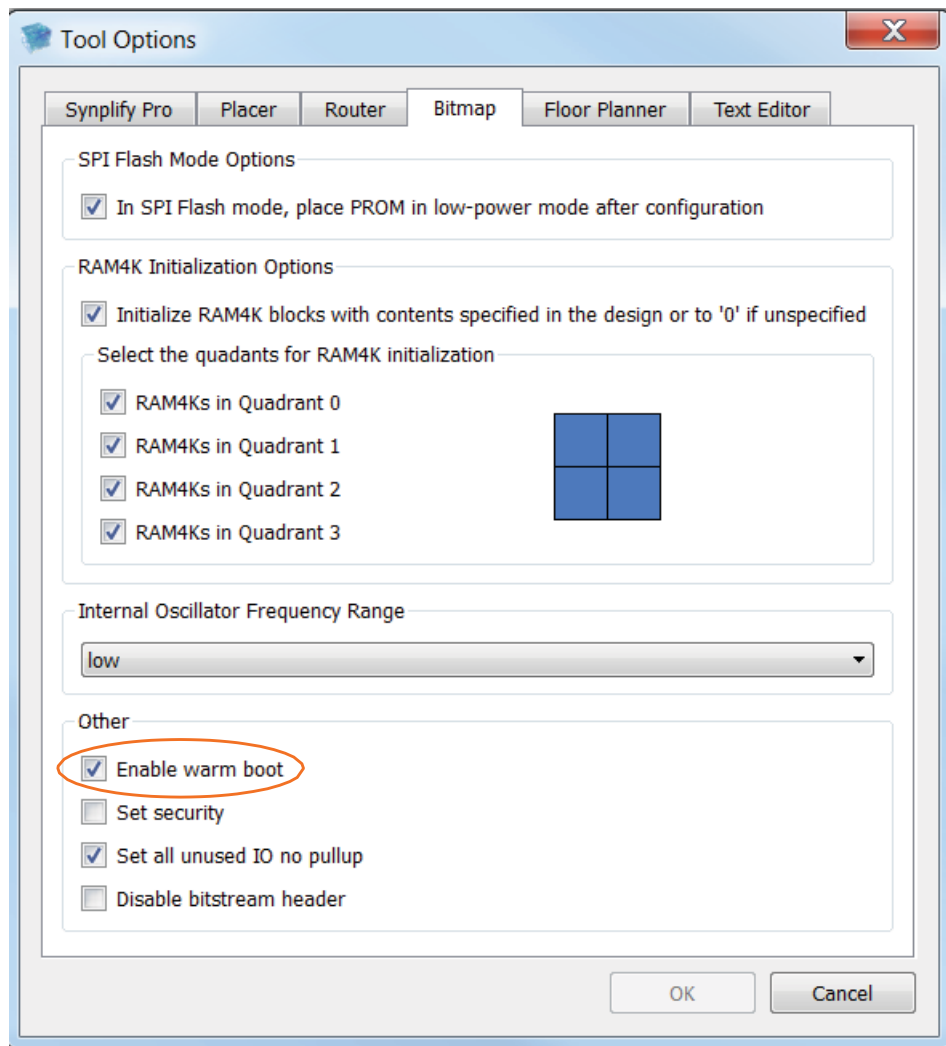 Tool Options
X
Synplify Pro Placer Router Bitmap Floor Planner Text Editor
SPI Flash Mode Options
In SPI Flash mode, place PROM in low-power mode after configuration
RAM4K Initialization Options
Initialize RAM4K blocks with contents specified in the design or to '0' if unspecified
Select the quadants for RAM4K initialization
RAM4Ks in Quadrant 0
RAM4Ks in Quadrant 1
RAM4Ks in Quadrant 2
RAM4Ks in Quadrant 3
Internal Oscillator Frequency Range
low
Other
Enable warm boot
Set security
Set all unused IO no pullup
Disable bitstream header
OK Cancel